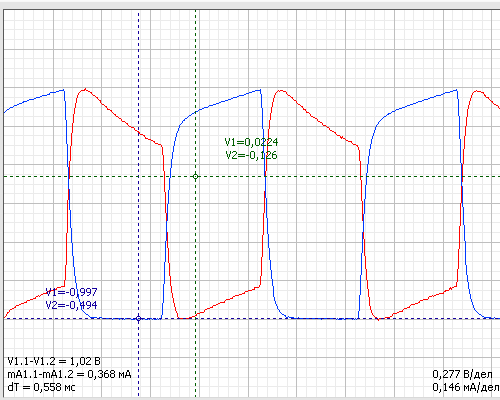 V1=0,0224
V2=-0,126
V1=-0,997
V2=-0,494
V1.1-V1.2 = 1,02 В
mA1.1-mA1.2 = 0,368 мА
dT = 0,558 мс
0,277 В/дел
0,146 мА/дел